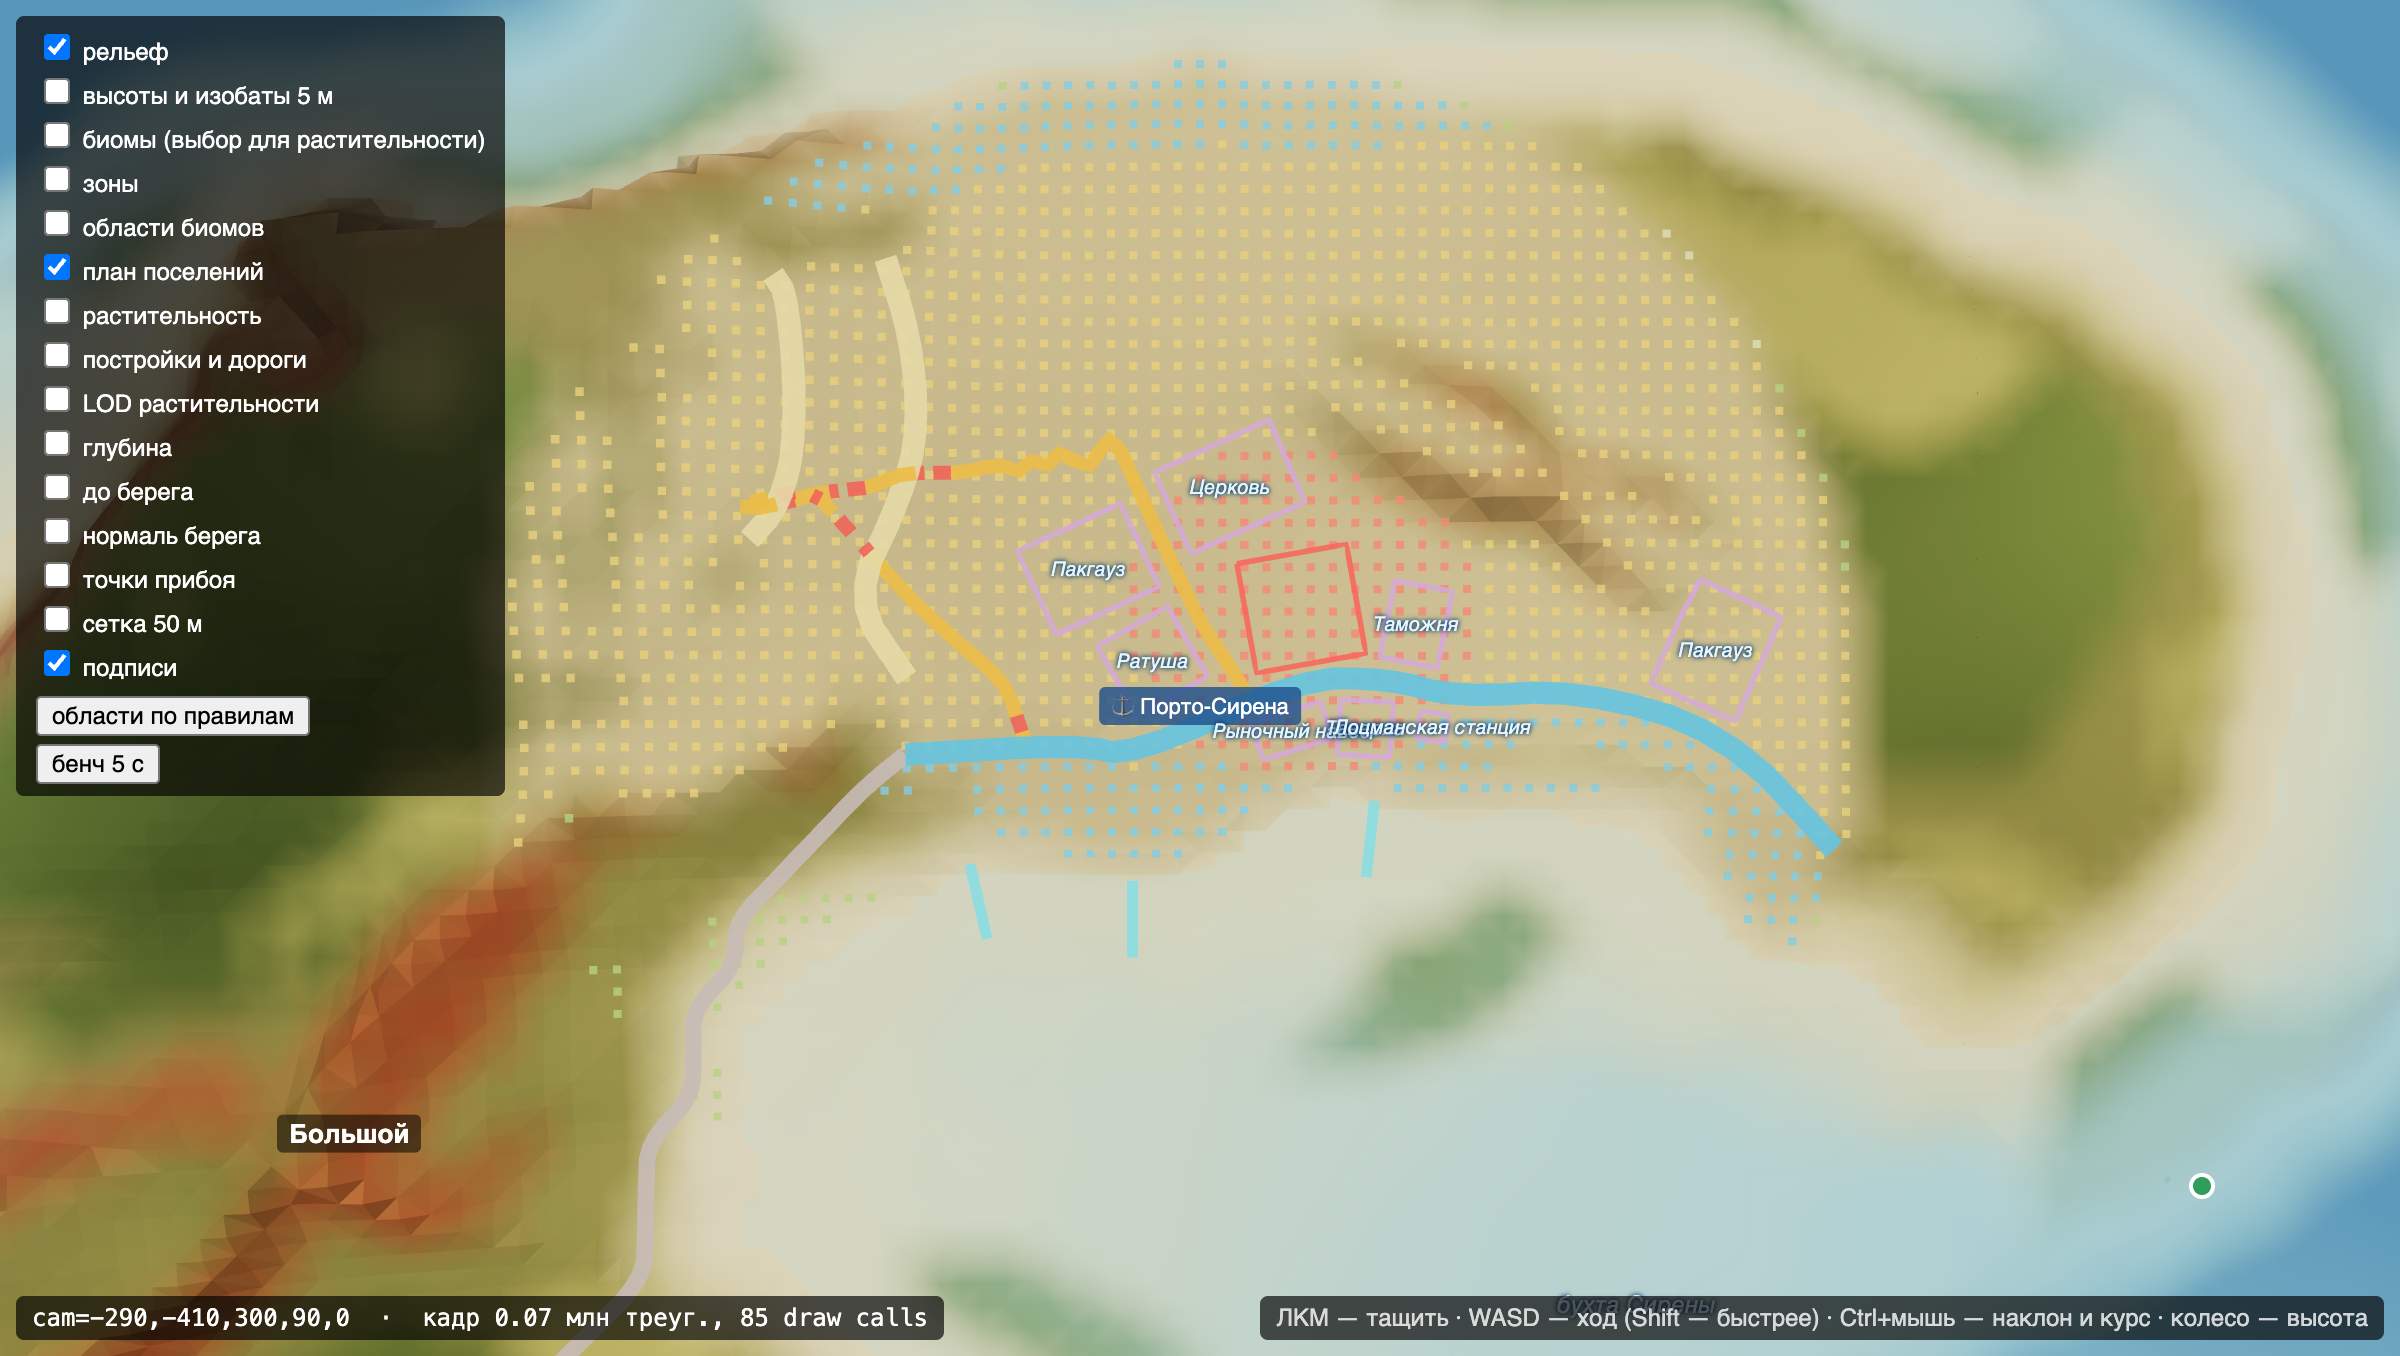 рельеф
высоты и изобаты 5 м
биомы (выбор для растительности)
зоны
области биомов
план поселений
растительность
постройки и дороги
LOD растительности
глубина
до берега
нормаль берега
точки прибоя
сетка 50 м
подписи
области по правилам
бенч 5 с
Церковь
Пакгауз
Таможня
Ратуша
Пакгауз
⚓ Порто-Сирена
Рыночный
Лоцманская станция
Большой
бухта Сирены
cam=−290,−410,300,90,0 · кадр 0.07 млн треуг., 85 draw calls
ЛКМ — тащить · WASD — ход (Shift — быстрее) · Ctrl+мышь — наклон и курс · колесо — высота